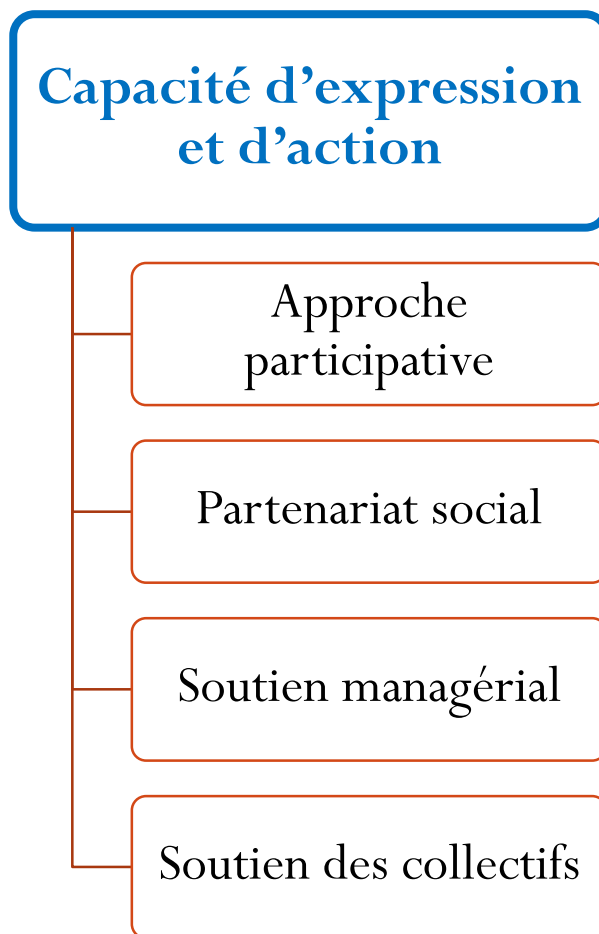 Capacité d’expression
et d’action
Approche
participative
Partenariat social
Soutien managérial
Soutien des collectifs